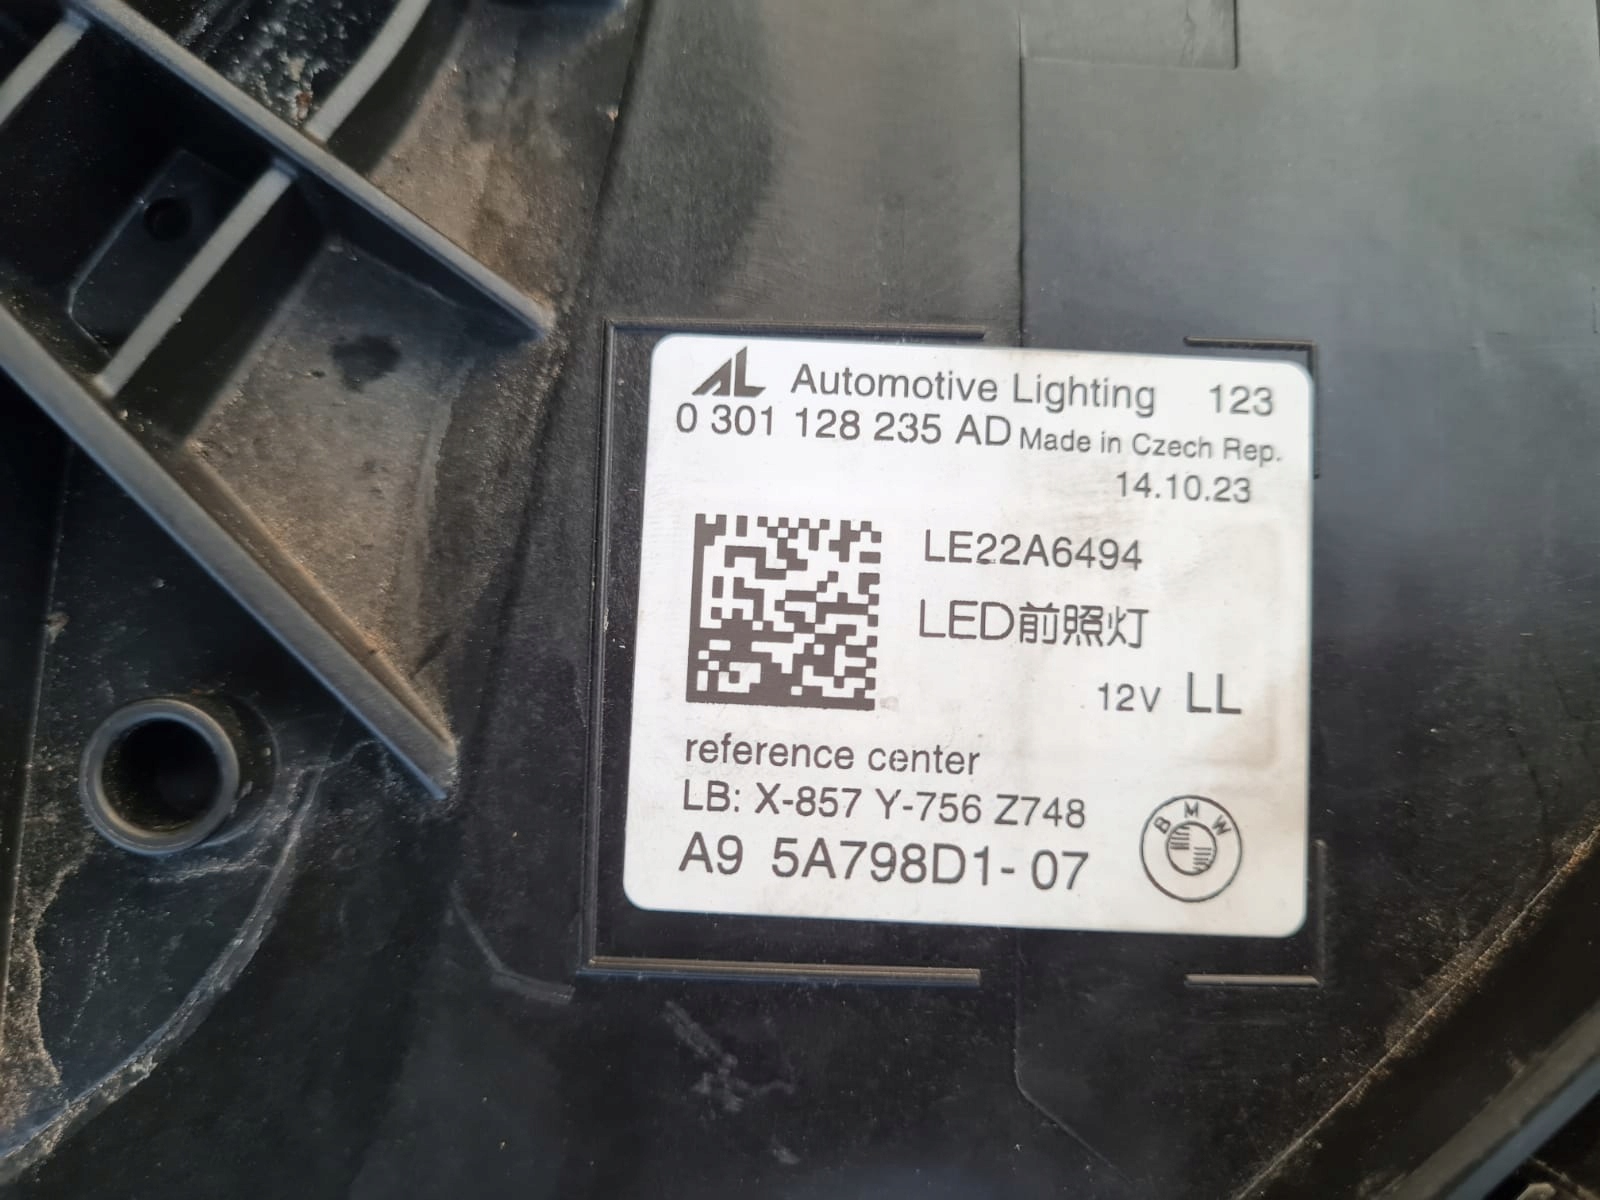 AL Automotive Lighting 123
0 301 128 235 AD Made in Czech Rep.
14.10.23
LE22A6494
LED前照灯
12V LL
reference center
LB: X-857 Y-756 Z748
A9 5A798D1-07
BMW